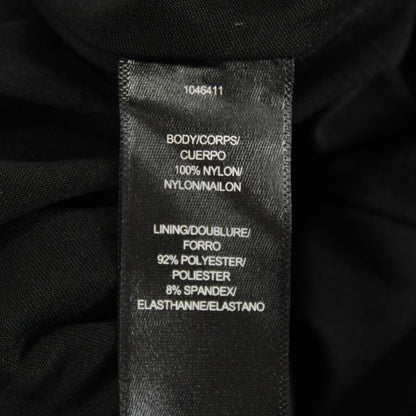 1046411
BODY/CORPS/
CUERPO
100% NYLON/
NYLON/NAILON
LINING/DOUBLURE/
FORRO
92% POLYESTER/
POLIESTER
8% SPANDEX/
ELASTHANNE/ELASTANO